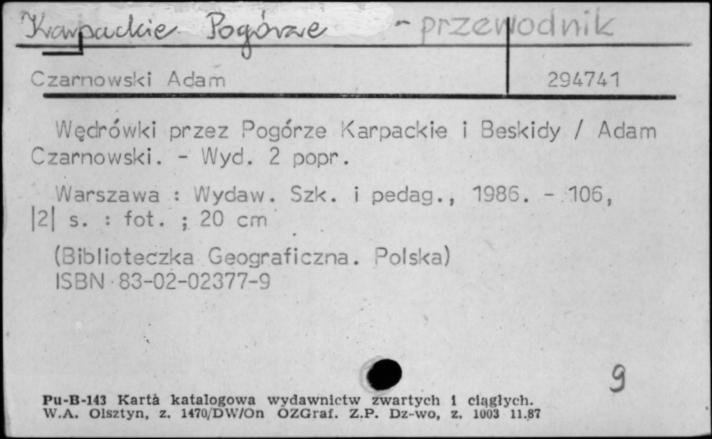 Karpackie Pogórze - przewodnik
Czarnowski Adam 294741
Wędrówki przez Pogórze Karpackie i Beskidy / Adam
Czarnowski. - Wyd. 2 popr.
Warszawa : Wydaw. Szk. i pedag., 1986. - 106,
|2| s. : fot. ; 20 cm
(Biblioteczka Geograficzna. Polska)
ISBN 83-02-02377-9
9
Pu-B-143 Karta katalogowa wydawnictw zwartych i ciągłych.
W.A. Olsztyn, z. 1470/DW/On OZGraf. Z.P. Dz-wo, z. 1003 11.87